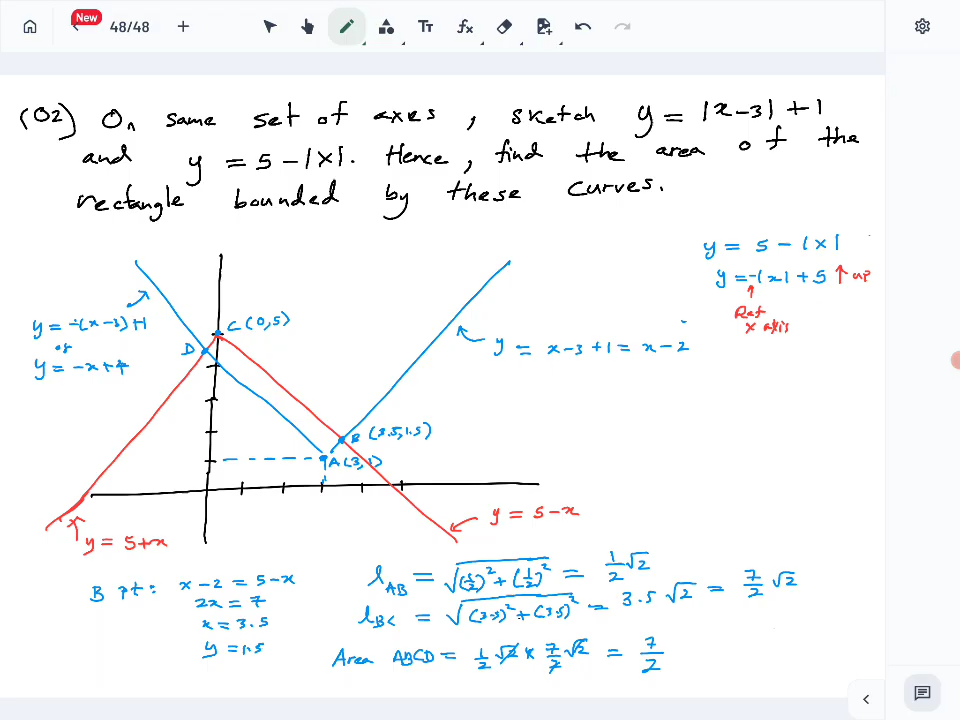 New
48/48
TT
fx
(02) On same set of axes, sketch y = |x-3| + 1
and y = 5 - |x|. Hence, find the area of the
rectangle bounded by these curves.
y = 5 - |x|
y = -|x| + 5 ↑ up
↑
Ref
x axis
y = -(x-3)+1
or
y = -x+4
C (0,5)
D
y = x-3+1 = x-2
B (3.5,1.5)
A(3,1)
y = 5-x
y = 5+x
B pt: x-2 = 5-x
2x = 7
x = 3.5
y = 1.5
l_AB = √((1/2)² + (1/2)²) = 1/2 √2
l_BC = √((3.5)² + (3.5)²) = 3.5 √2 = 7/2 √2
Area ABCD = 1/2 √2 × 7/2 √2 = 7/2